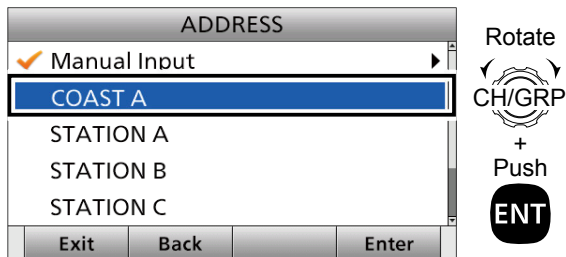 ADDRESS
Manual Input
COAST A
STATION A
STATION B
STATION C
Exit Back Enter
Rotate
CH/GRP
+
Push
ENT